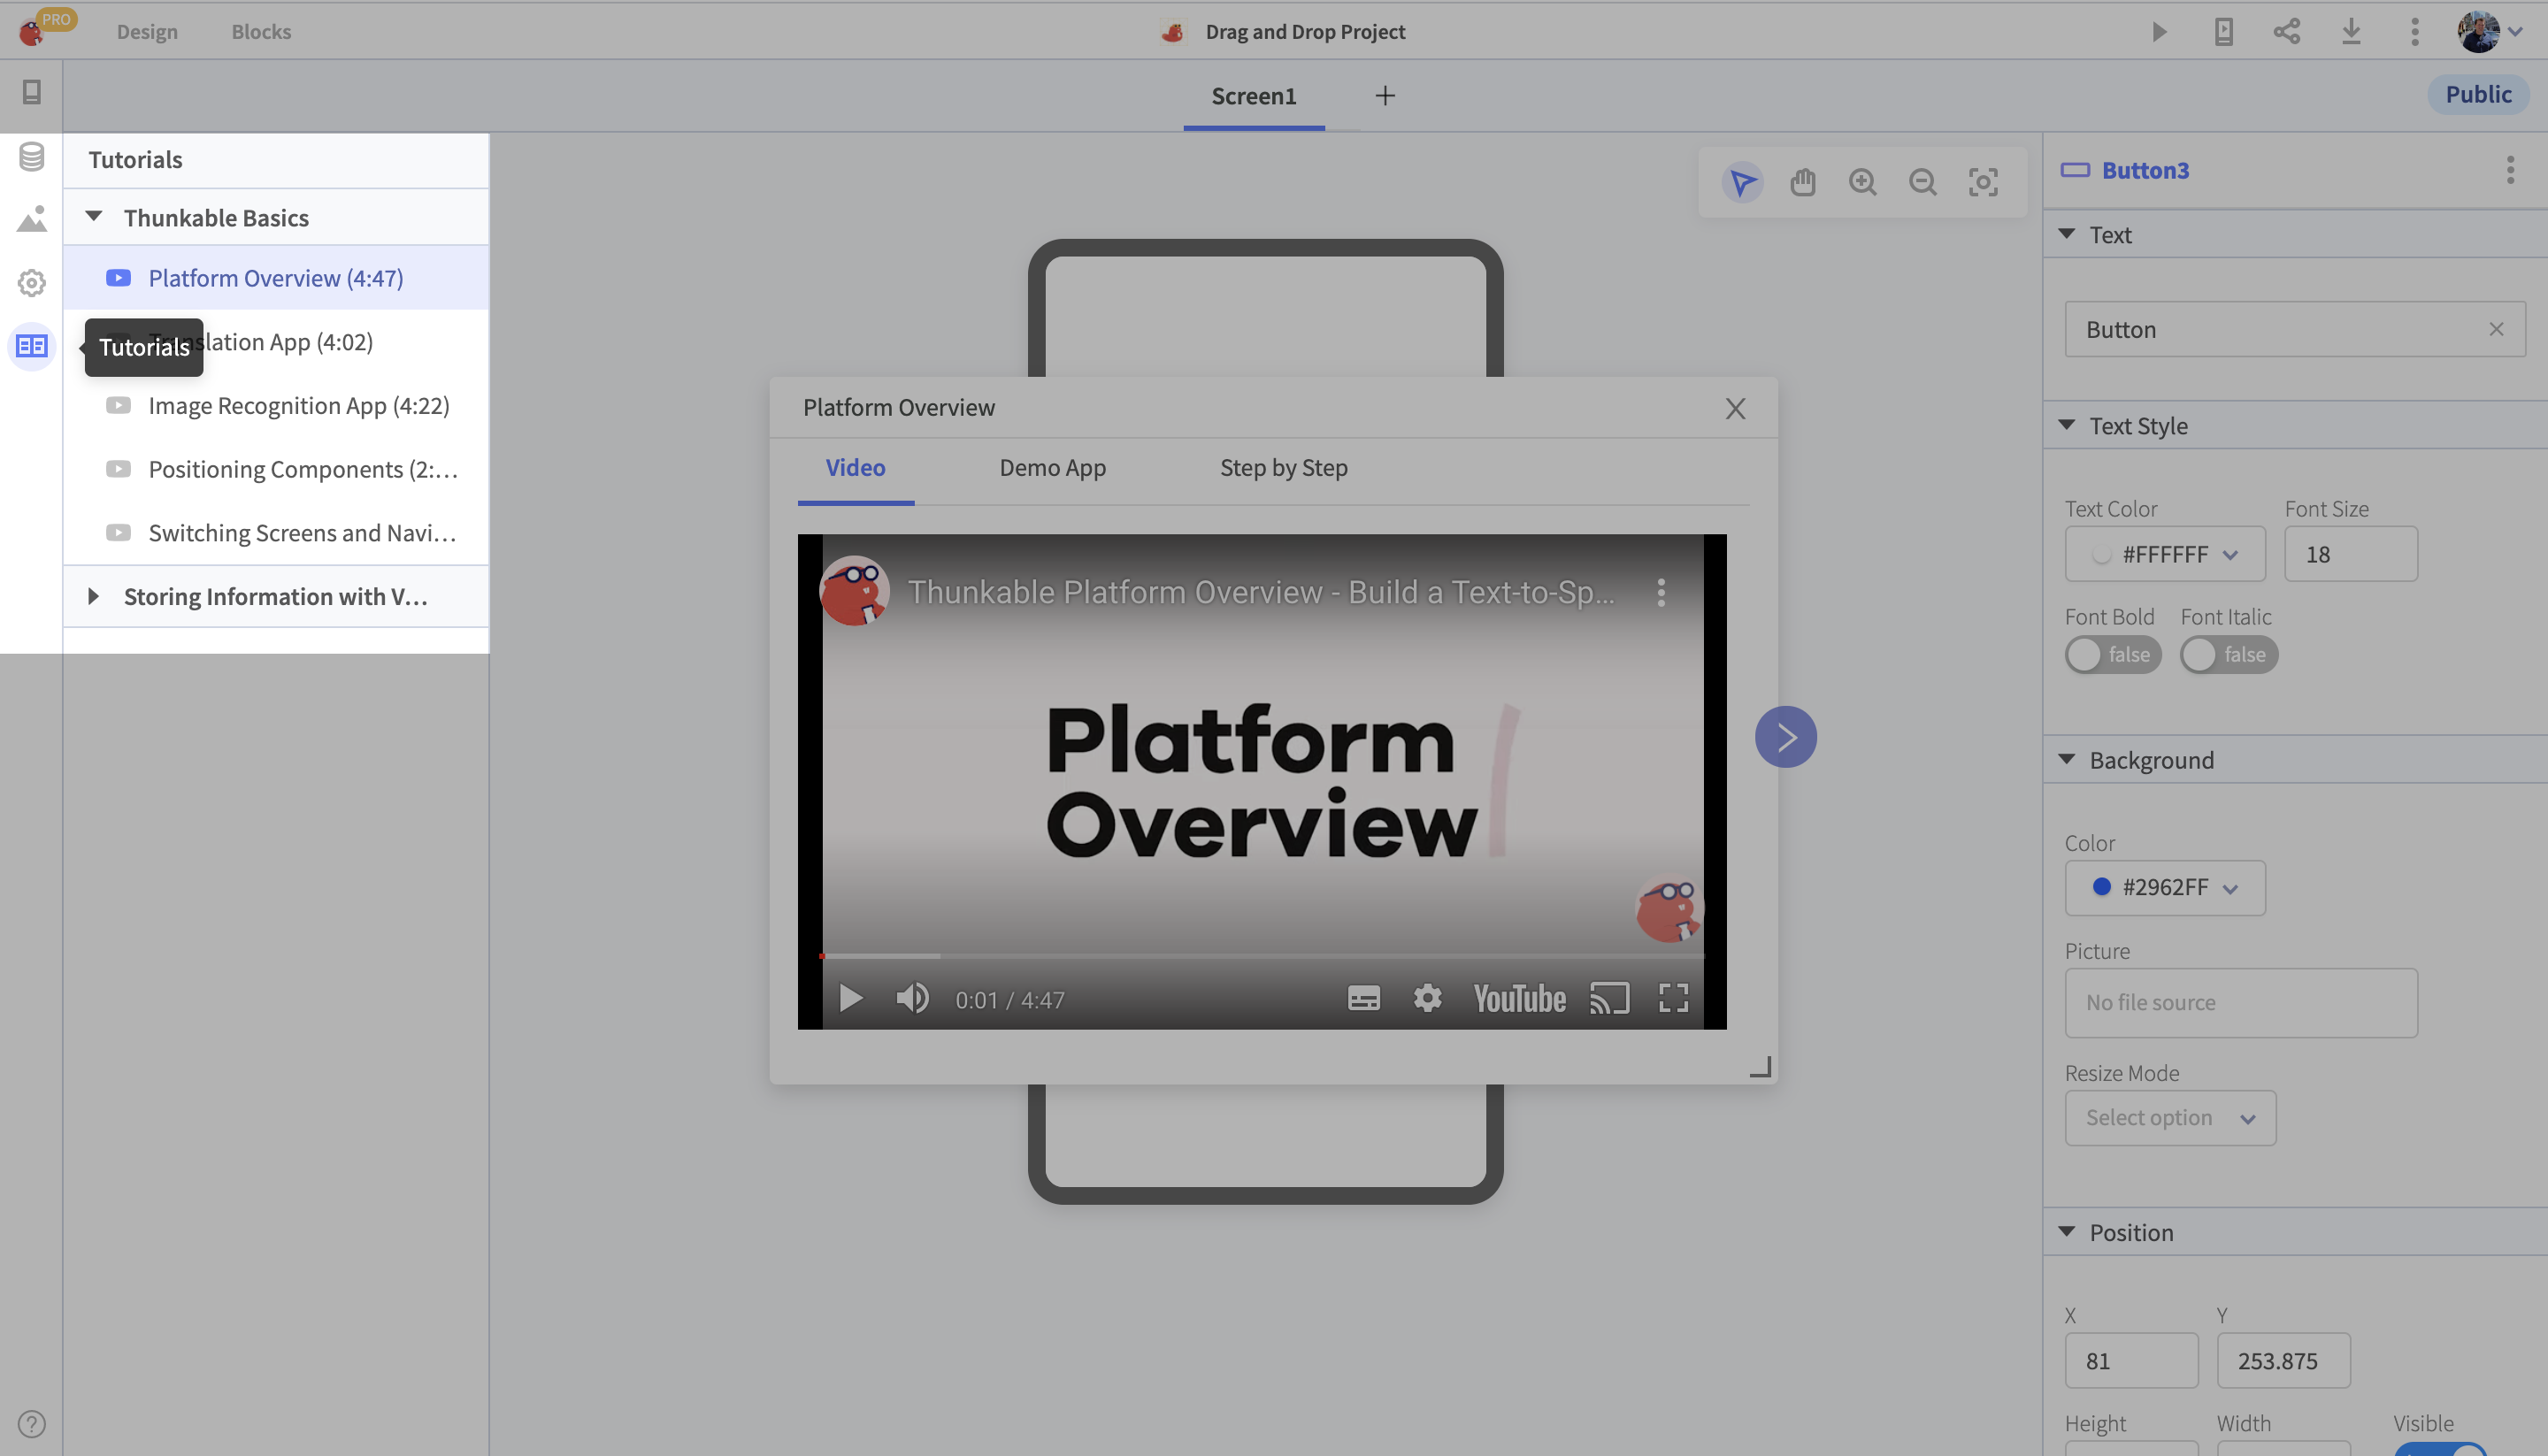 PRO
Design
Blocks
Drag and Drop Project
Screen1
Public
Tutorials
Thunkable Basics
Platform Overview (4:47)
Tutorials
slation App (4:02)
Image Recognition App (4:22)
Positioning Components (2:...
Switching Screens and Navi...
Storing Information with V...
Platform Overview
Video
Demo App
Step by Step
Thunkable Platform Overview - Build a Text-to-Sp...
Platform
Overview
0:01 / 4:47
YouTube
Button3
Text
Button
Text Style
Text Color
Font Size
#FFFFFF
18
Font Bold
Font Italic
false
false
Background
Color
#2962FF
Picture
No file source
Resize Mode
Select option
Position
X
Y
81
253.875
Height
Width
Visible